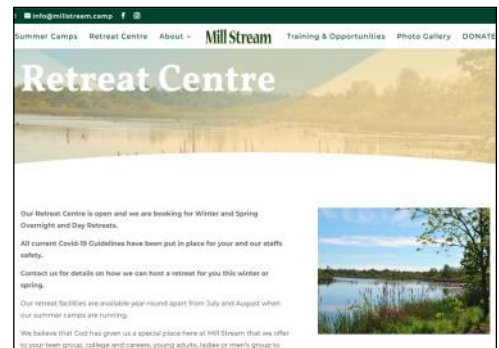 info@millstream.camp
Summer Camps Retreat Centre About Mill Stream Training & Opportunities Photo Gallery DONATE
Retreat Centre
Our Retreat Centre is open and we are booking for Winter and Spring
Overnight and Day Retreats.
All current Covid-19 Guidelines have been put in place for your and our staffs
safety.
Contact us for details on how we can host a retreat for you this winter or
spring.
Our retreat facilities are available year-round apart from July and August when
our summer camps are running.
We believe that God has given us a special place here at Mill Stream that we offer
to your teen group, college and careers, young adults, ladies or men's group to